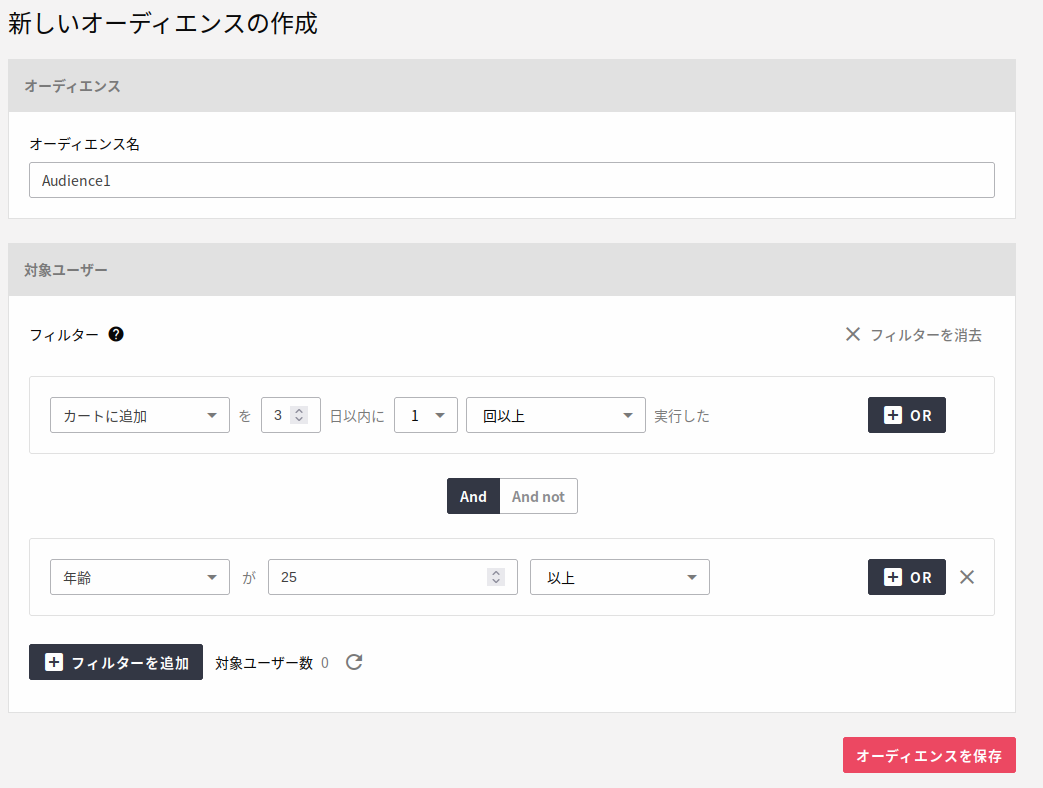 新しいオーディエンスの作成
オーディエンス
オーディエンス名
Audience1
対象ユーザー
フィルター ?
フィルターを消去
カートに追加 を 3 日以内に 1 回以上 実行した + OR
And And not
年齢 が 25 以上 + OR
+ フィルターを追加 対象ユーザー数 0
オーディエンスを保存